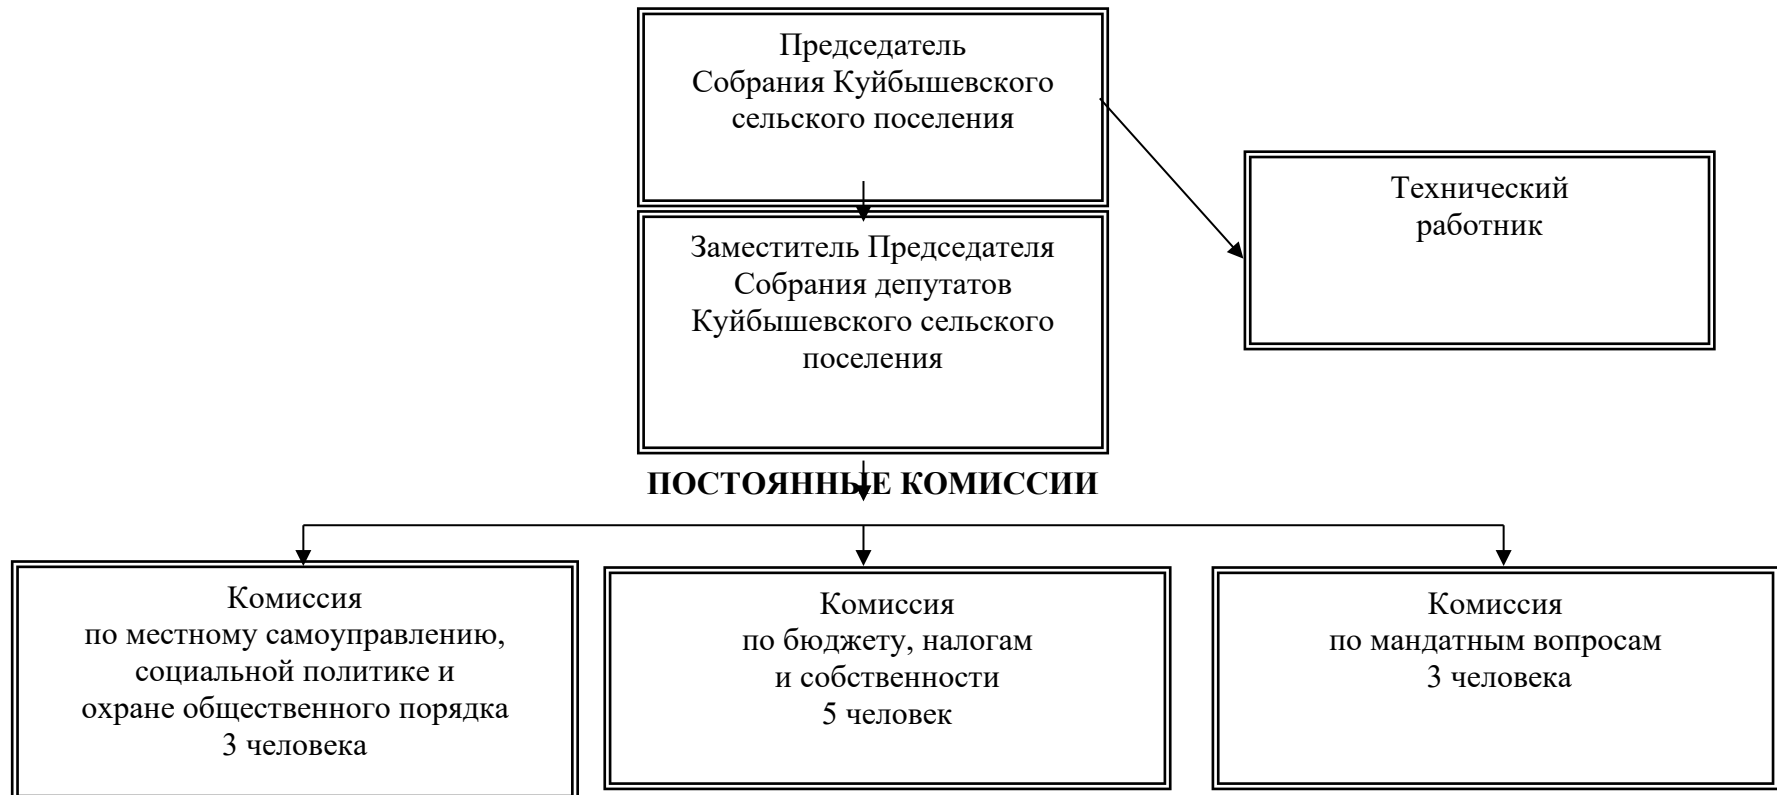 Председатель
Собрания Куйбышевского
сельского поселения
Технический
работник
Заместитель Председателя
Собрания депутатов
Куйбышевского сельского
поселения
ПОСТОЯННЫЕ КОМИССИИ
Комиссия
по местному самоуправлению,
социальной политике и
охране общественного порядка
3 человека
Комиссия
по бюджету, налогам
и собственности
5 человек
Комиссия
по мандатным вопросам
3 человека